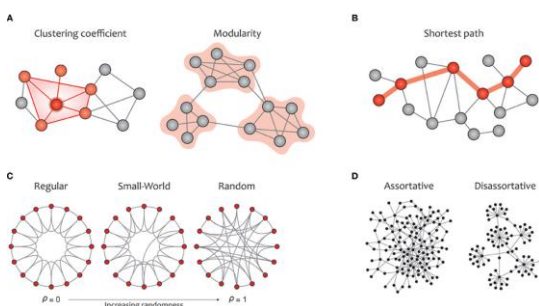 A
Clustering coefficient
Modularity
B
Shortest path
C
Regular
Small-World
Random
p = 0
Increasing randomness
p = 1
D
Assortative
Disassortative